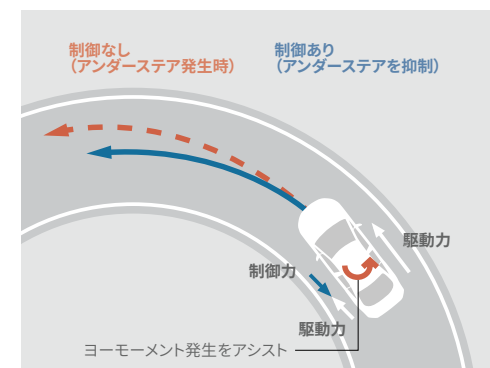 制御なし
（アンダーステア発生時）
制御あり
（アンダーステアを抑制）
駆動力
制御力
駆動力
ヨーモーメント発生をアシスト